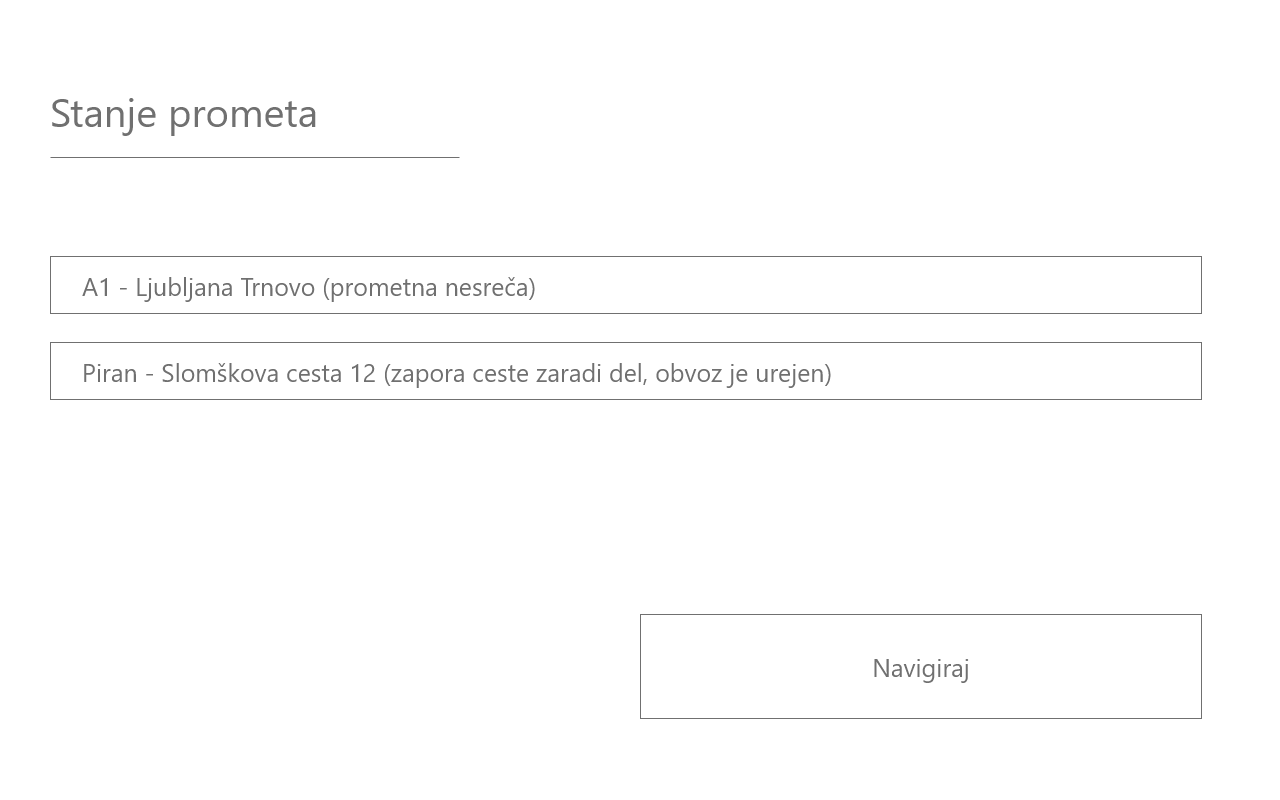 Stanje prometa
A1 - Ljubljana Trnovo (prometna nesreča)
Piran - Slomškova cesta 12 (zapora ceste zaradi del, obvoz je urejen)
Navigiraj